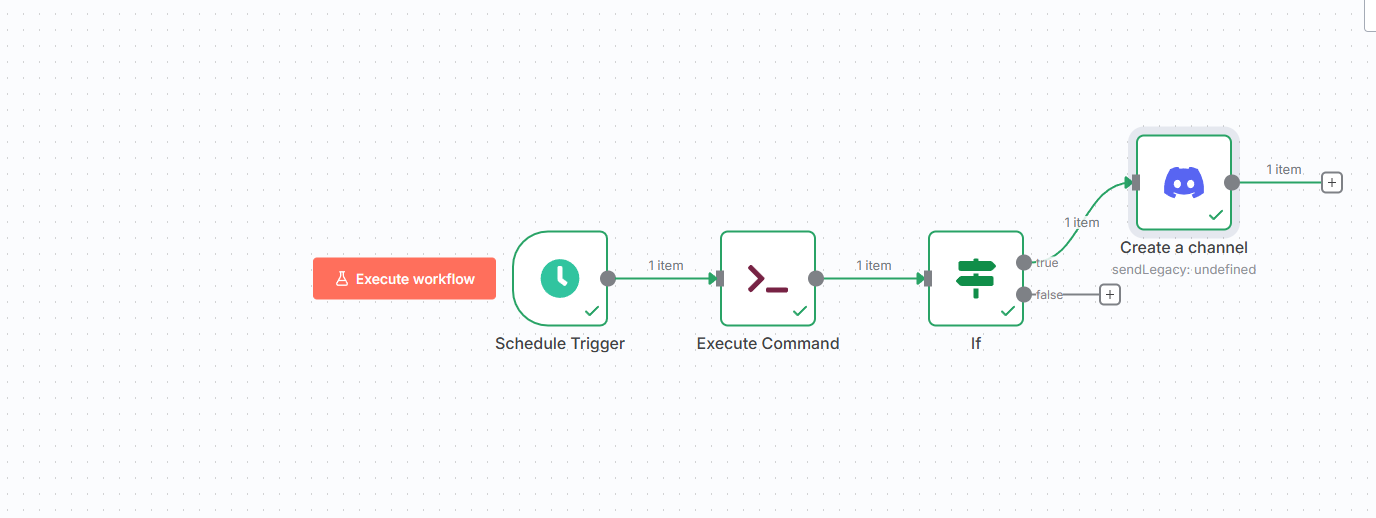 1 item
Create a channel
sendLegacy: undefined
1 item
true
false
Execute workflow
1 item
1 item
Schedule Trigger
Execute Command
If